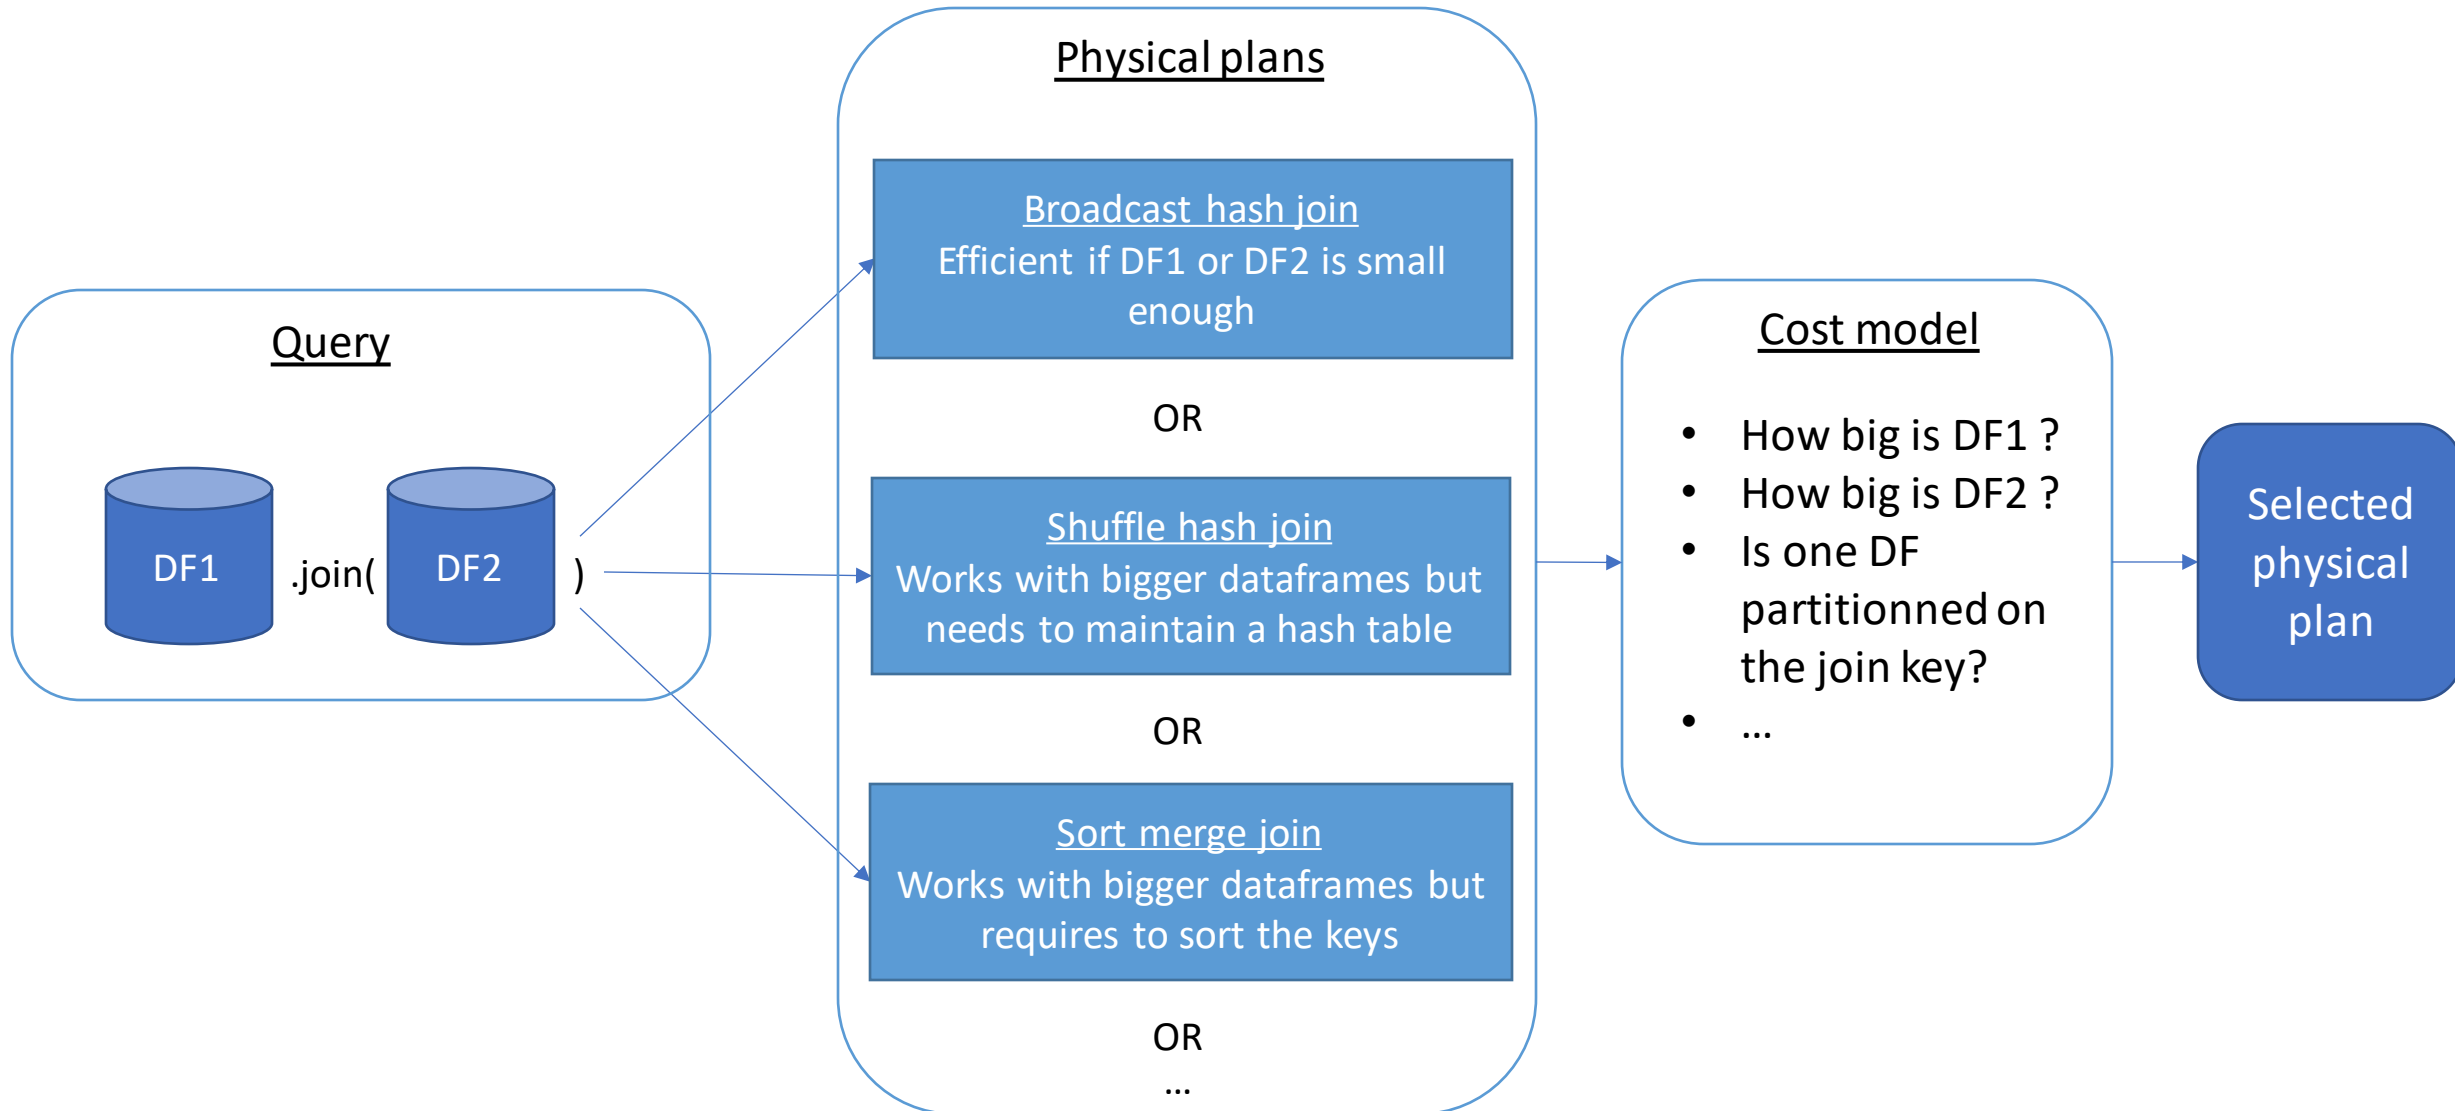 Query
DF1
.join(
DF2
)
Physical plans
Broadcast hash join
Efficient if DF1 or DF2 is small
enough
OR
Shuffle hash join
Works with bigger dataframes but
needs to maintain a hash table
OR
Sort merge join
Works with bigger dataframes but
requires to sort the keys
OR
...
Cost model
• How big is DF1 ?
• How big is DF2 ?
• Is one DF
partitionned on
the join key?
• ...
Selected
physical
plan